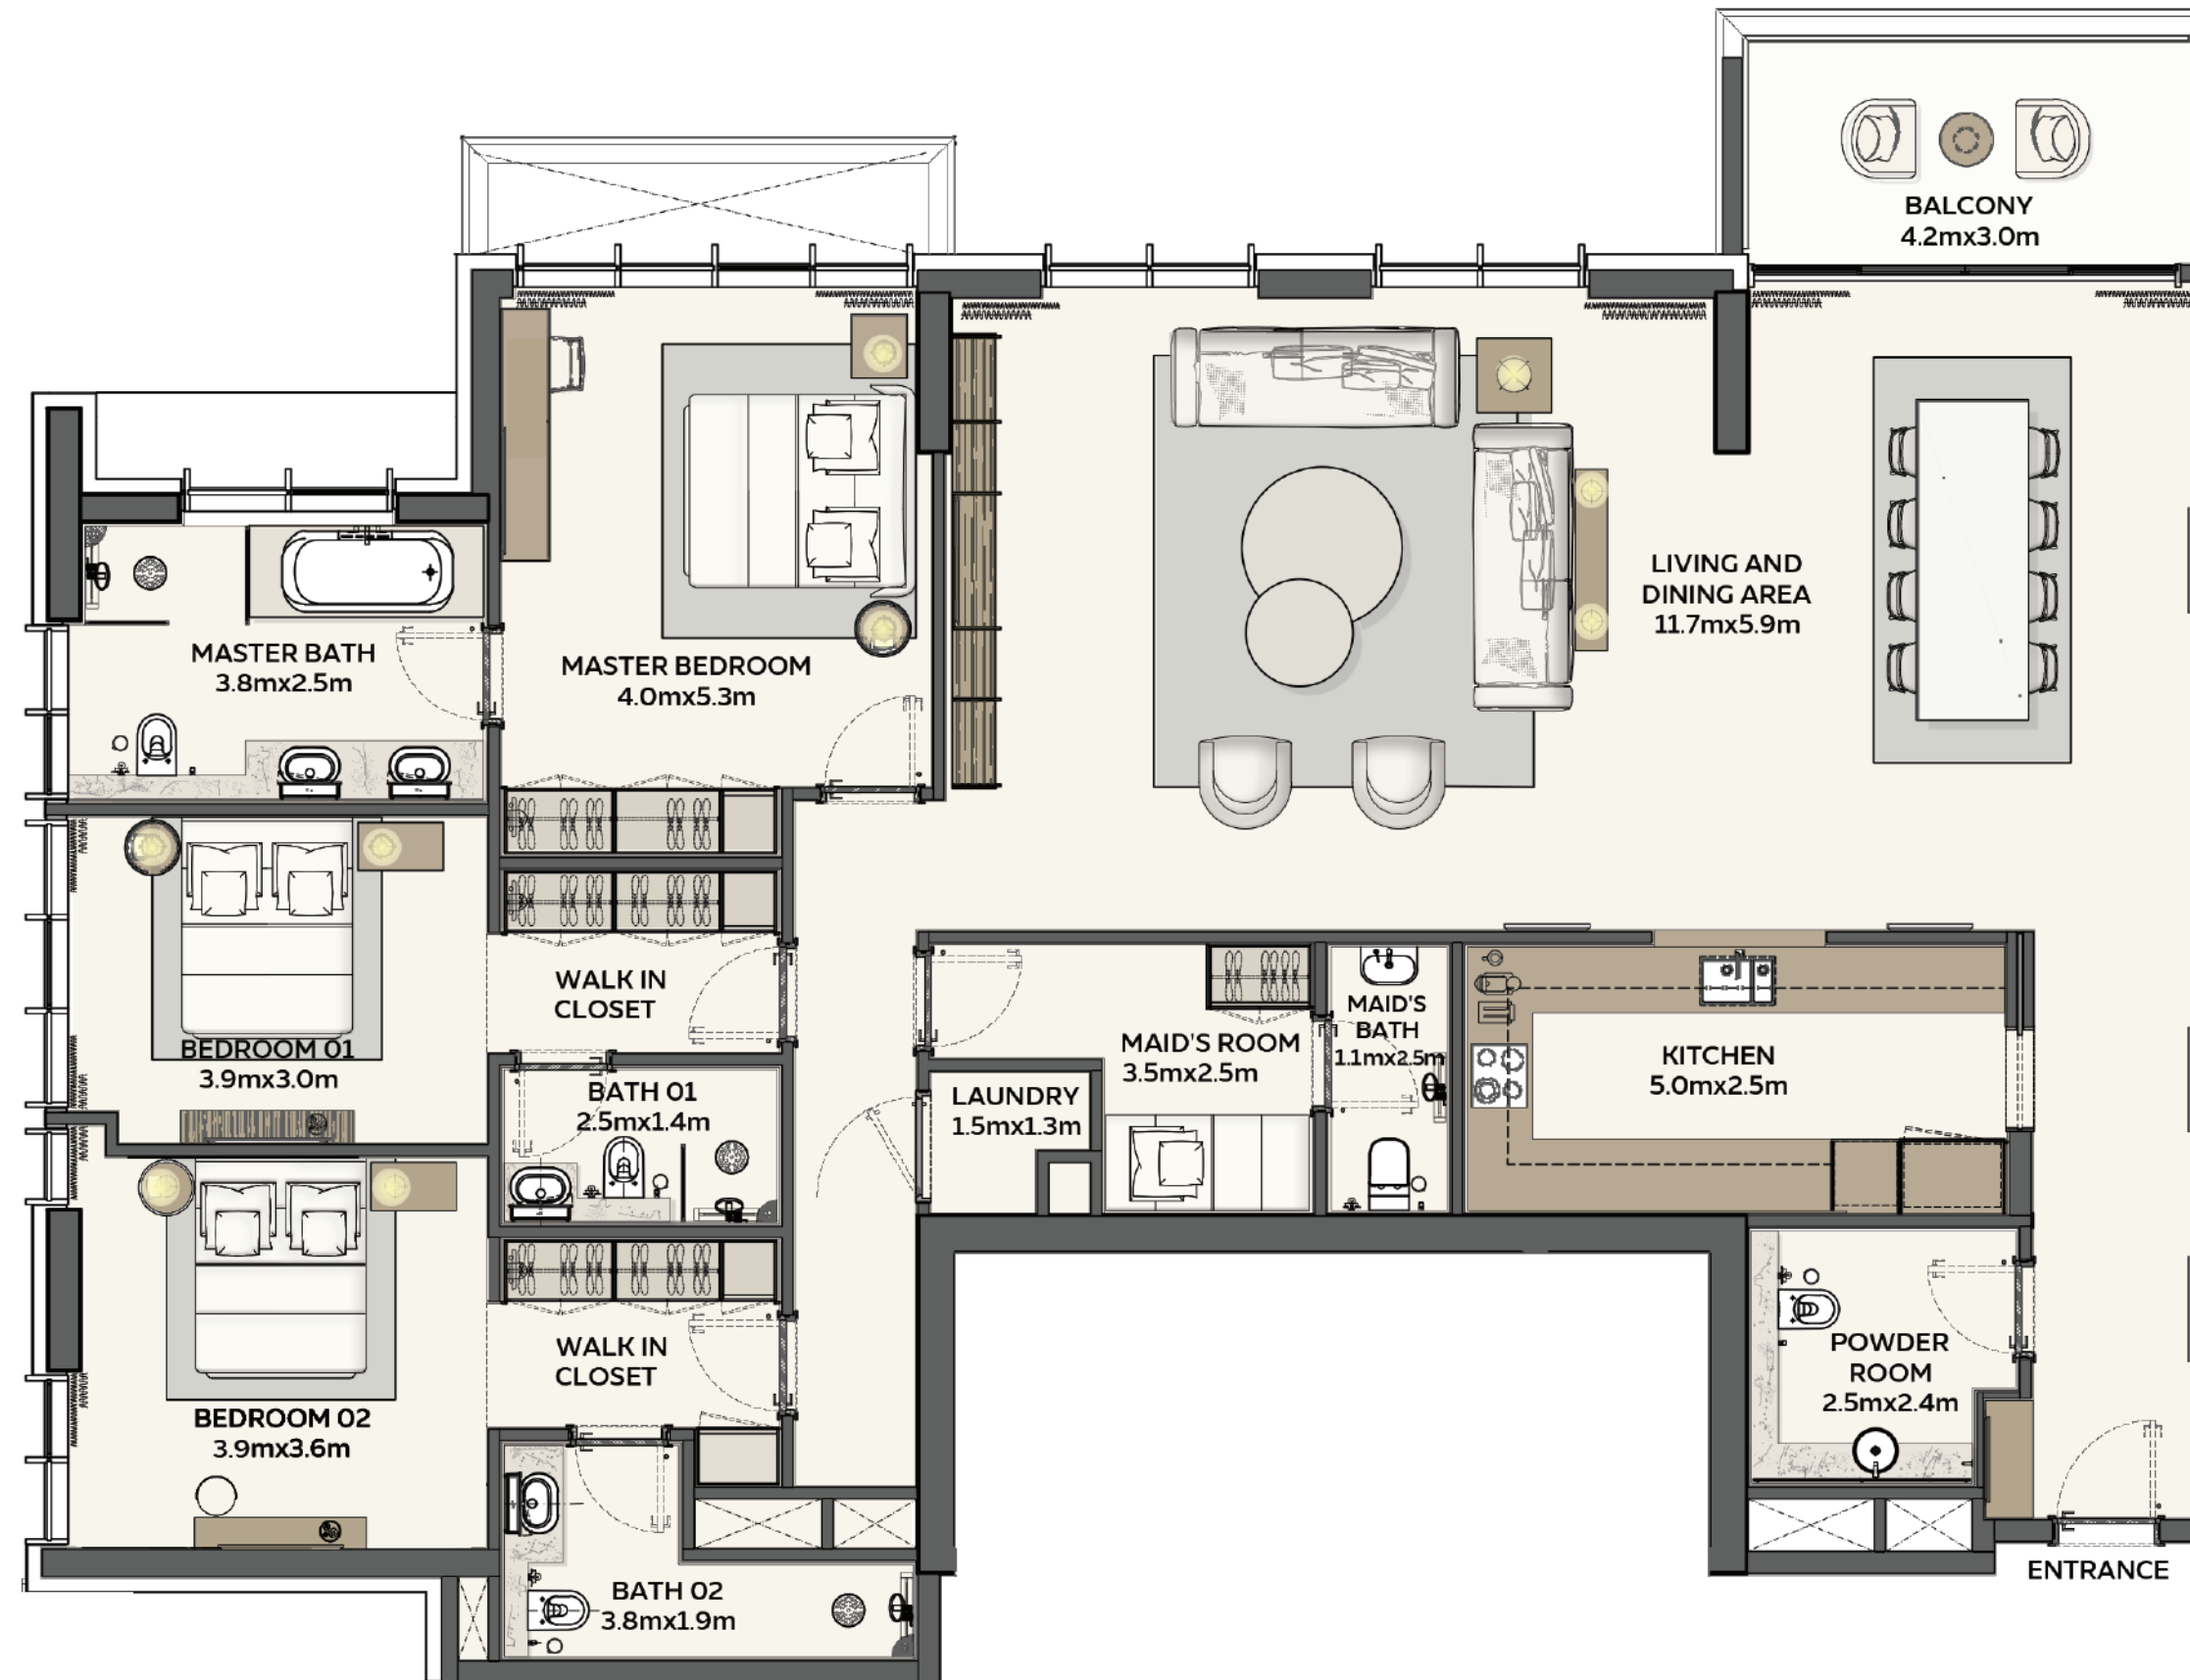 BALCONY
4.2mx3.0m
LIVING AND
DINING AREA
11.7mx5.9m
MASTER BATH
3.8mx2.5m
MASTER BEDROOM
4.0mx5.3m
WALK IN
CLOSET
BEDROOM 01
3.9mx3.0m
BATH 01
2.5mx1.4m
LAUNDRY
1.5mx1.3m
MAID'S ROOM
3.5mx2.5m
MAID'S
BATH
1.1mx2.5m
KITCHEN
5.0mx2.5m
WALK IN
CLOSET
POWDER
ROOM
2.5mx2.4m
BEDROOM 02
3.9mx3.6m
BATH 02
3.8mx1.9m
ENTRANCE